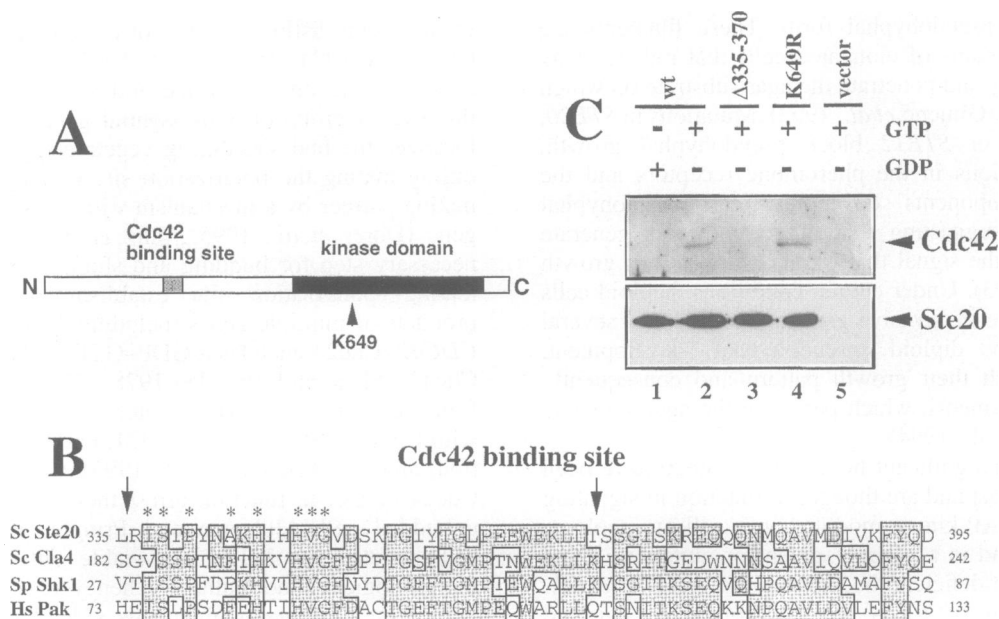 A
Cdc42
binding site
kinase domain
N
C
K649
C
wt
Δ335-370
K649R
vector
- + + + + GTP
+ - - - - GDP
Cdc42
Ste20
1 2 3 4 5
B
Cdc42 binding site
** * * * ***
Sc Ste20 335 LRISTPYNAKHIHHVGVDSKTGIYTGLPEEWEKLLTSSGISKREQQQNMQAVMDIVKFYQD 395
Sc Cla4 182 SGVSSPTNFTHKVHVGFDPETGSFVGMPTNWEKLLKHSRITGEDWNNNSAAVIQVLQFYQE 242
Sp Shk1 27 VTISSPFDPKHVTHVGYNYDTGEFTGMPTEWQALLKVSGITKSEQVQHPQAVLDAMAFYSQ 87
Hs Pak 73 HEISLPSDFEHTIHVGFDACTGEFTGMPEQWARLLQTSNITKSEQKKNPQAVLDVLEFYNS 133